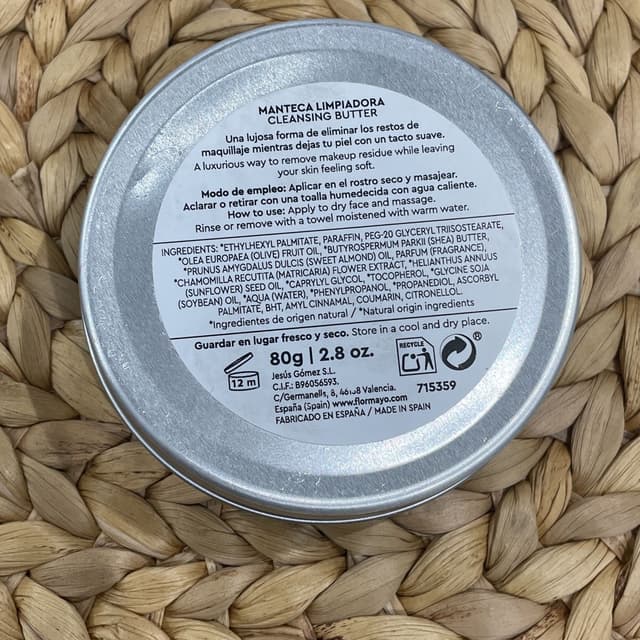 MANTECA LIMPIADORA
CLEANSING BUTTER
Una lujosa forma de eliminar los restos de
maquillaje mientras dejas tu piel con un tacto suave.
A luxurious way to remove makeup residue while leaving
your skin feeling soft.
Modo de empleo: Aplicar en el rostro seco y masajear.
Aclarar o retirar con una toalla humedecida con agua caliente.
How to use: Apply to dry face and massage.
Rinse or remove with a towel moistened with warm water.
INGREDIENTS: *ETHYLHEXYL PALMITATE, PARAFFIN, PEG-20 GLYCERYL TRIISOSTEARATE,
*OLEA EUROPAEA (OLIVE) FRUIT OIL, *BUTYROSPERMUM PARKII (SHEA) BUTTER,
*PRUNUS AMYGDALUS DULCIS (SWEET ALMOND) OIL, PARFUM (FRAGRANCE),
*CHAMOMILLA RECUTITA (MATRICARIA) FLOWER EXTRACT, *HELIANTHUS ANNUUS
(SUNFLOWER) SEED OIL, *CAPRYLYL GLYCOL, *TOCOPHEROL, *GLYCINE SOJA
(SOYBEAN) OIL, *AQUA (WATER), *PHENYLPROPANOL, *PROPANEDIOL, ASCORBYL
PALMITATE, BHT, AMYL CINNAMAL, COUMARIN, CITRONELLOL.
*Ingredientes de origen natural / *Natural origin ingredients
Guardar en lugar fresco y seco. Store in a cool and dry place.
12 m
80g | 2.8 oz.
RECYCLE
®
Jesús Gómez S.L.
C.I.F.: B96056593.
C/Germanells, 8, Valencia.
715359
España (Spain) www.flormayo.com
FABRICADO EN ESPAÑA / MADE IN SPAIN